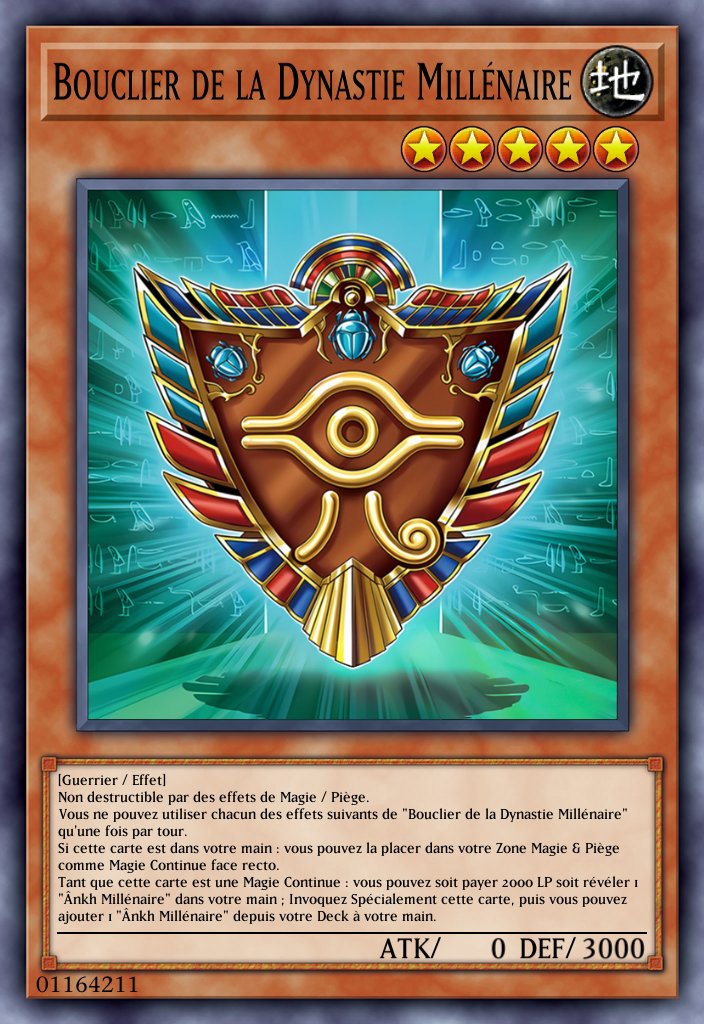 Bouclier de la Dynastie Millénaire
地
[Guerrier / Effet]
Non destructible par des effets de Magie / Piège.
Vous ne pouvez utiliser chacun des effets suivants de "Bouclier de la Dynastie Millénaire"
qu'une fois par tour.
Si cette carte est dans votre main : vous pouvez la placer dans votre Zone Magie & Piège
comme Magie Continue face recto.
Tant que cette carte est une Magie Continue : vous pouvez soit payer 2000 LP soit révéler 1
"Ânkh Millénaire" dans votre main ; Invoquez Spécialement cette carte, puis vous pouvez
ajouter 1 "Ânkh Millénaire" depuis votre Deck à votre main.
ATK/ 0 DEF/ 3000
01164211